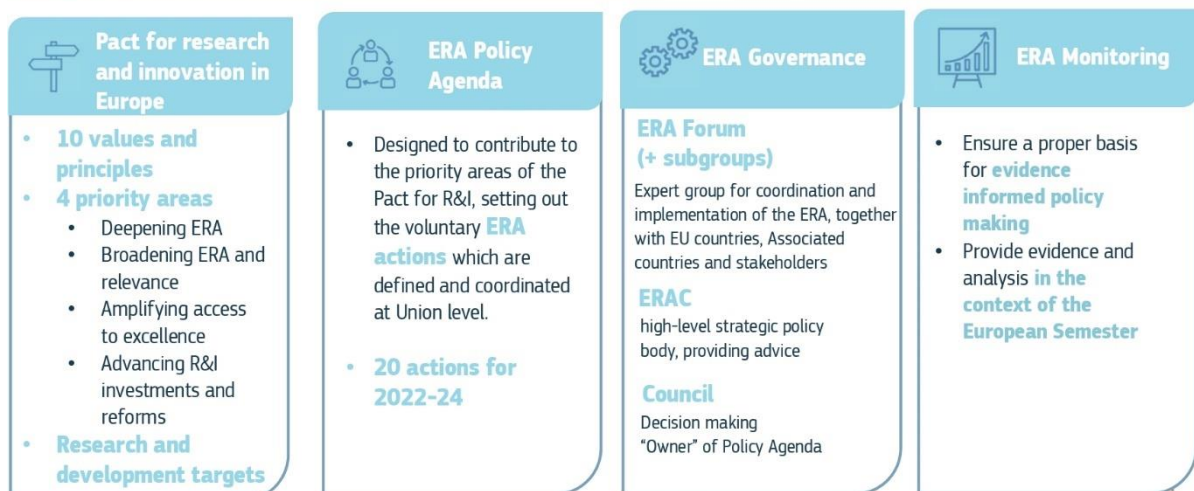 Pact for research
and innovation in
Europe
• 10 values and
principles
• 4 priority areas
• Deepening ERA
• Broadening ERA and
relevance
• Amplifying access
to excellence
• Advancing R&I
investments and
reforms
• Research and
development targets
ERA Policy
Agenda
• Designed to contribute to
the priority areas of the
Pact for R&I, setting out
the voluntary ERA
actions which are
defined and coordinated
at Union level.
• 20 actions for
2022-24
ERA Governance
ERA Forum
(+ subgroups)
Expert group for coordination and
implementation of the ERA, together
with EU countries, Associated
countries and stakeholders
ERAC
high-level strategic policy
body, providing advice
Council
Decision making
“Owner” of Policy Agenda
ERA Monitoring
• Ensure a proper basis
for evidence
informed policy
making
• Provide evidence and
analysis in the
context of the
European Semester